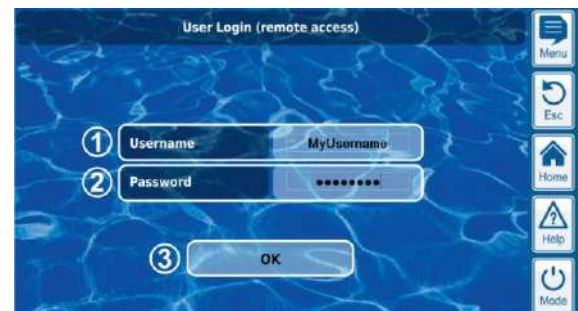 User Login (remote access)
Menu
Esc
① Username MyUsername
② Password ••••••••
Home
Help
③ OK
Mode